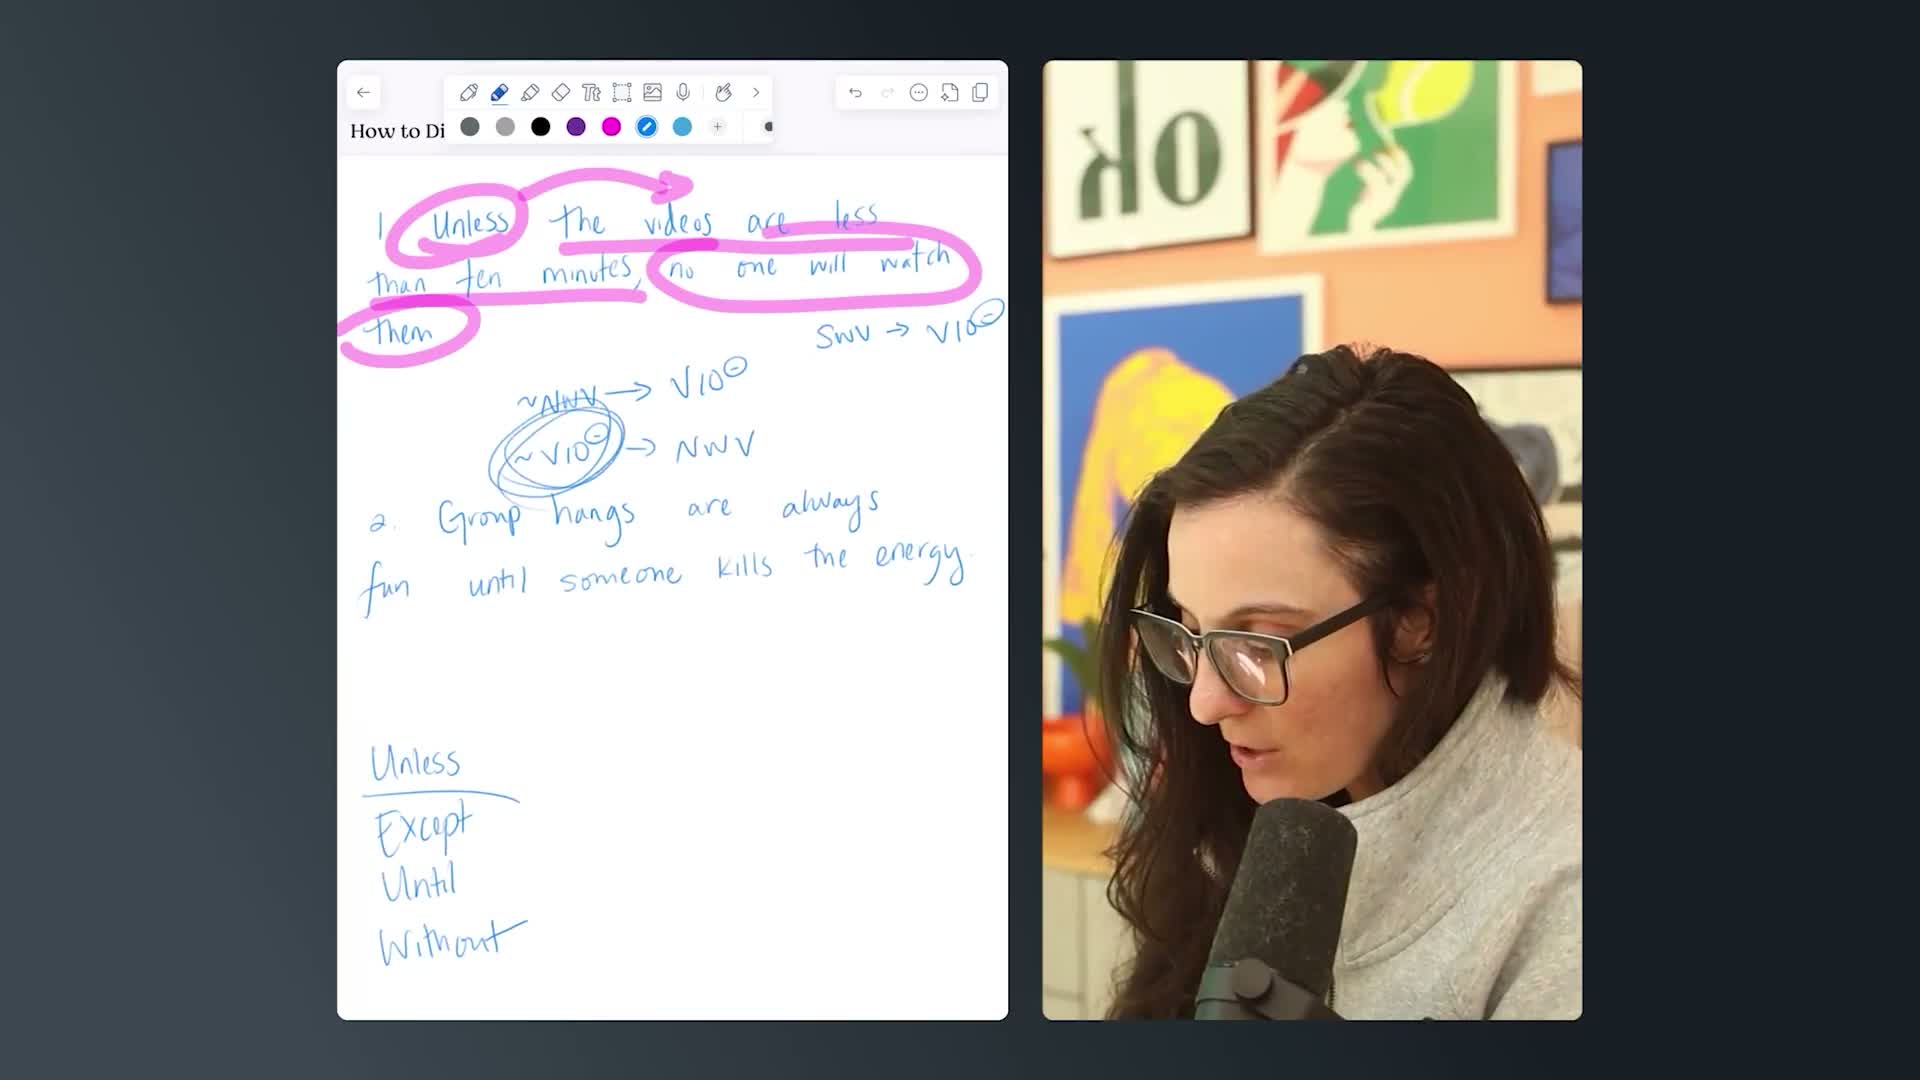 How to Di
1 Unless the videos are less
than ten minutes, no one will watch
them
SWV → V10⁻
~NWV → V10⁻
~V10⁻ → NWV
2. Group hangs are always
fun until someone kills the energy.
Unless
Except
Until
Without
ok